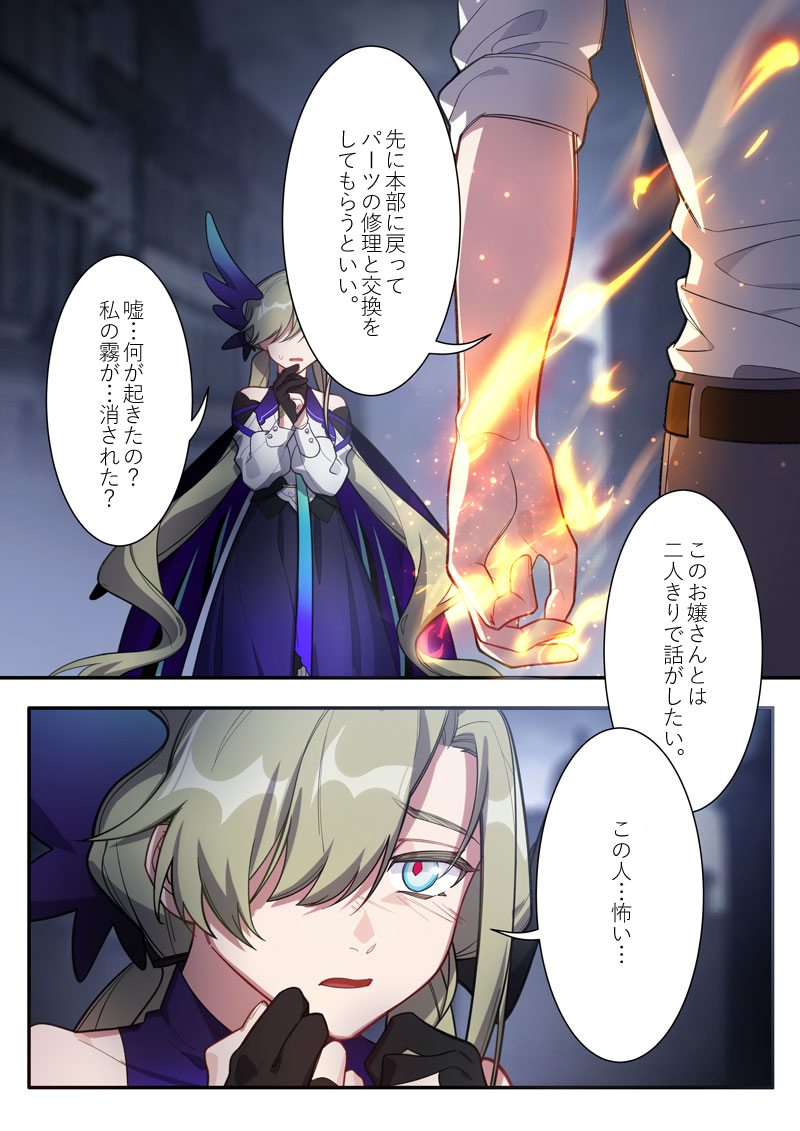 先に本部に戻って
パーツの修理と交換を
してもらうといい。
嘘…何が起きたの？
私の霧が…消された？
このお嬢さんとは
二人きりで話がしたい。
この人…怖い…